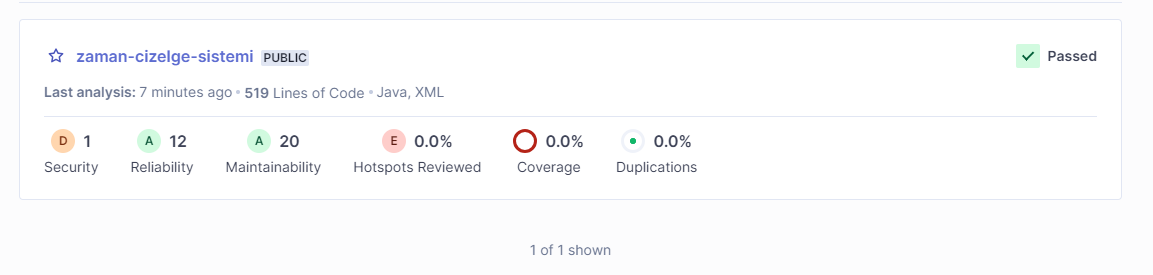 zaman-cizelge-sistemi PUBLIC Passed
Last analysis: 7 minutes ago • 519 Lines of Code • Java, XML
D 1 A 12 A 20 E 0.0% 0.0% 0.0%
Security Reliability Maintainability Hotspots Reviewed Coverage Duplications
1 of 1 shown